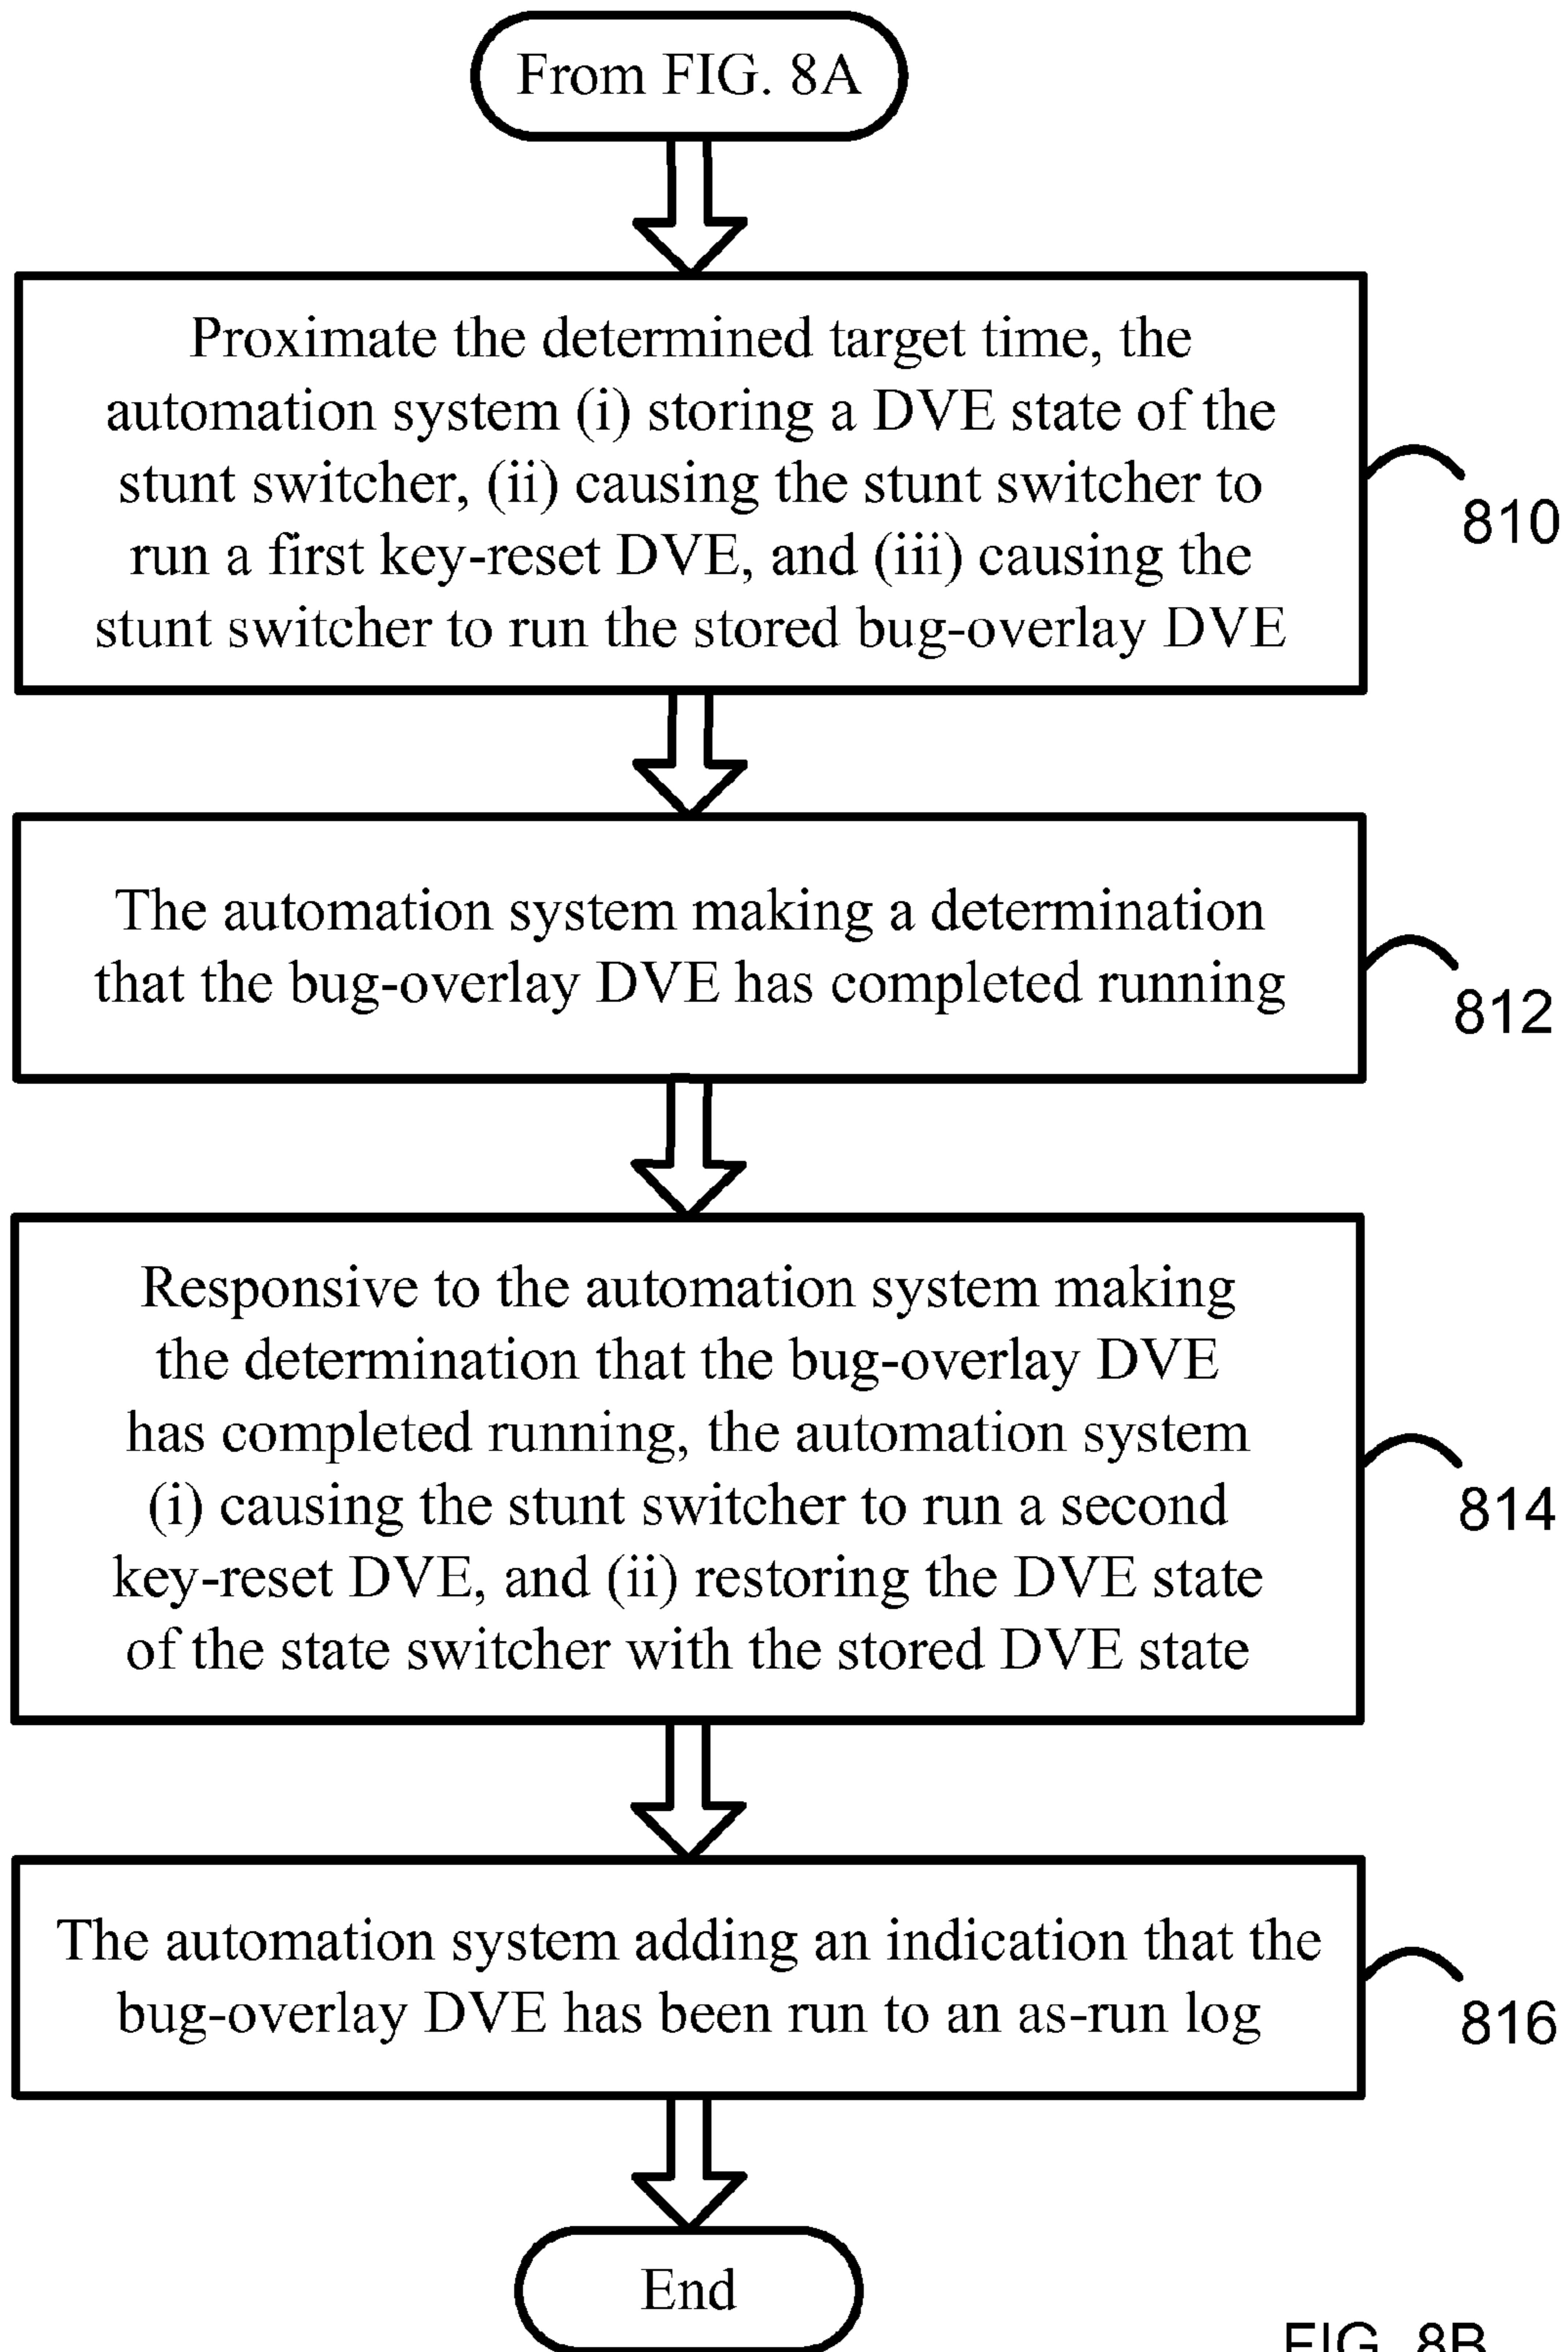 From FIG. 8A
Proximate the determined target time, the
automation system (i) storing a DVE state of the
stunt switcher, (ii) causing the stunt switcher to
run a first key-reset DVE, and (iii) causing the
stunt switcher to run the stored bug-overlay DVE
810
The automation system making a determination
that the bug-overlay DVE has completed running
812
Responsive to the automation system making
the determination that the bug-overlay DVE
has completed running, the automation system
(i) causing the stunt switcher to run a second
key-reset DVE, and (ii) restoring the DVE state
of the state switcher with the stored DVE state
814
The automation system adding an indication that the
bug-overlay DVE has been run to an as-run log
816
End
FIG. 8B